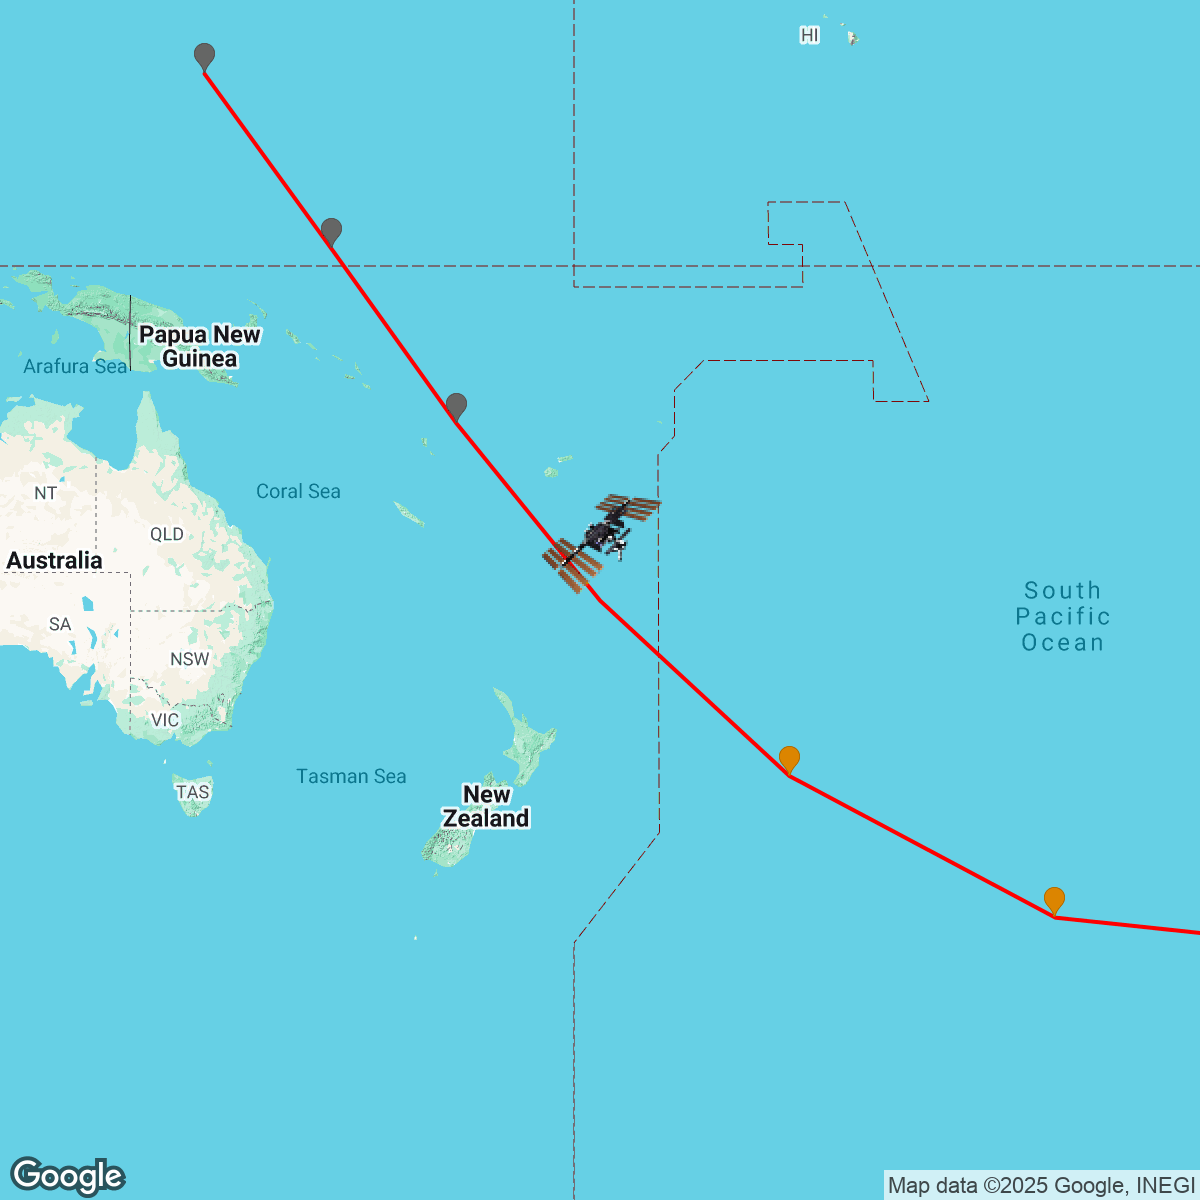 HI
Papua New
Guinea
Arafura Sea
NT
Coral Sea
QLD
Australia
South
Pacific
Ocean
SA
NSW
VIC
Tasman Sea
TAS
New
Zealand
Google
Map data ©2025 Google, INEGI